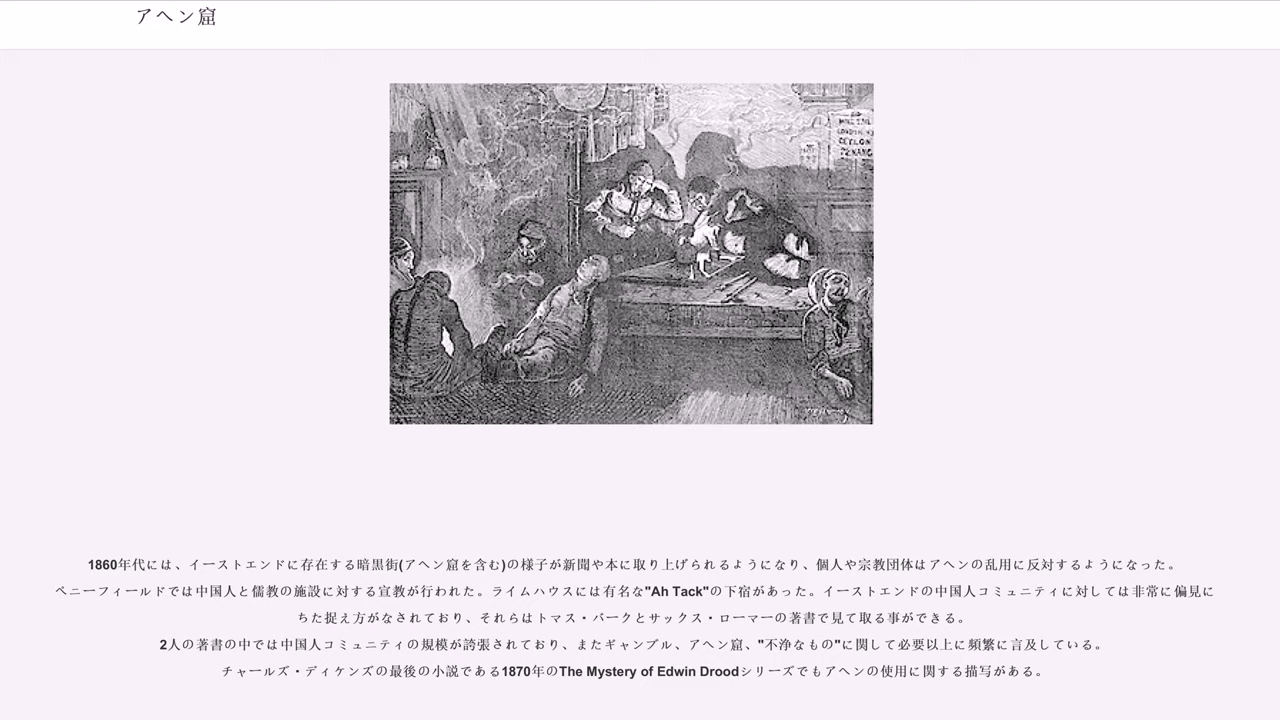 アヘン窟
LONDON
CEYLON
1860年代には、イーストエンドに存在する暗黒街(アヘン窟を含む)の様子が新聞や本に取り上げられるようになり、個人や宗教団体はアヘンの乱用に反対するようになった。
ペニーフィールドでは中国人と儒教の施設に対する宣教が行われた。ライムハウスには有名な"Ah Tack"の下宿があった。イーストエンドの中国人コミュニティに対しては非常に偏見に
ちた捉え方がなされており、それらはトマス・バークとサックス・ローマーの著書で見て取る事ができる。
2人の著書の中では中国人コミュニティの規模が誇張されており、またギャンブル、アヘン窟、"不浄なもの"に関して必要以上に頻繁に言及している。
チャールズ・ディケンズの最後の小説である1870年のThe Mystery of Edwin Droodシリーズでもアヘンの使用に関する描写がある。